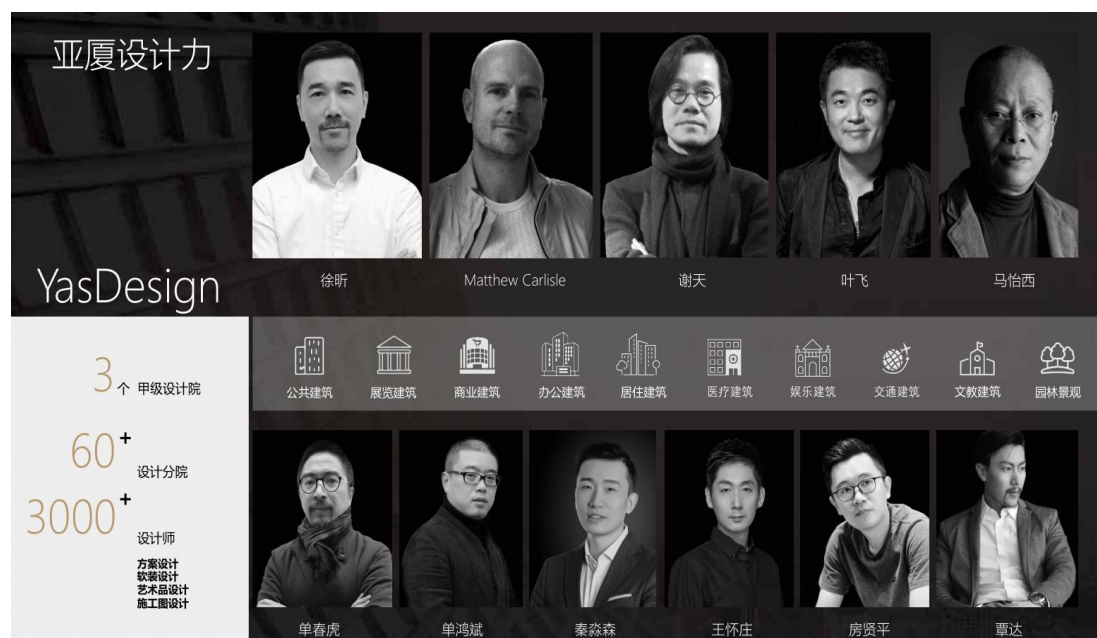 亚厦设计力
徐昕
Matthew Carlisle
谢天
叶飞
马怡西
YasDesign
3个 甲级设计院
60+ 设计分院
3000+ 设计师
方案设计
软装设计
艺术品设计
施工图设计
公共建筑
展览建筑
商业建筑
办公建筑
居住建筑
医疗建筑
娱乐建筑
交通建筑
文教建筑
园林景观
单春虎
单鸿斌
秦淼森
王怀庄
房贤平
覃达